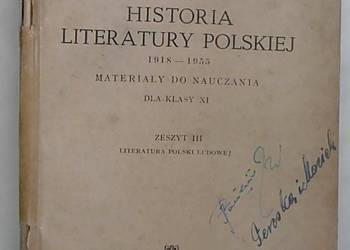 HISTORIA
LITERATURY POLSKIEJ
1918 — 1955
MATERIAŁY DO NAUCZANIA
DLA KLASY XI
ZESZYT III
LITERATURA POLSKI LUDOWEJ